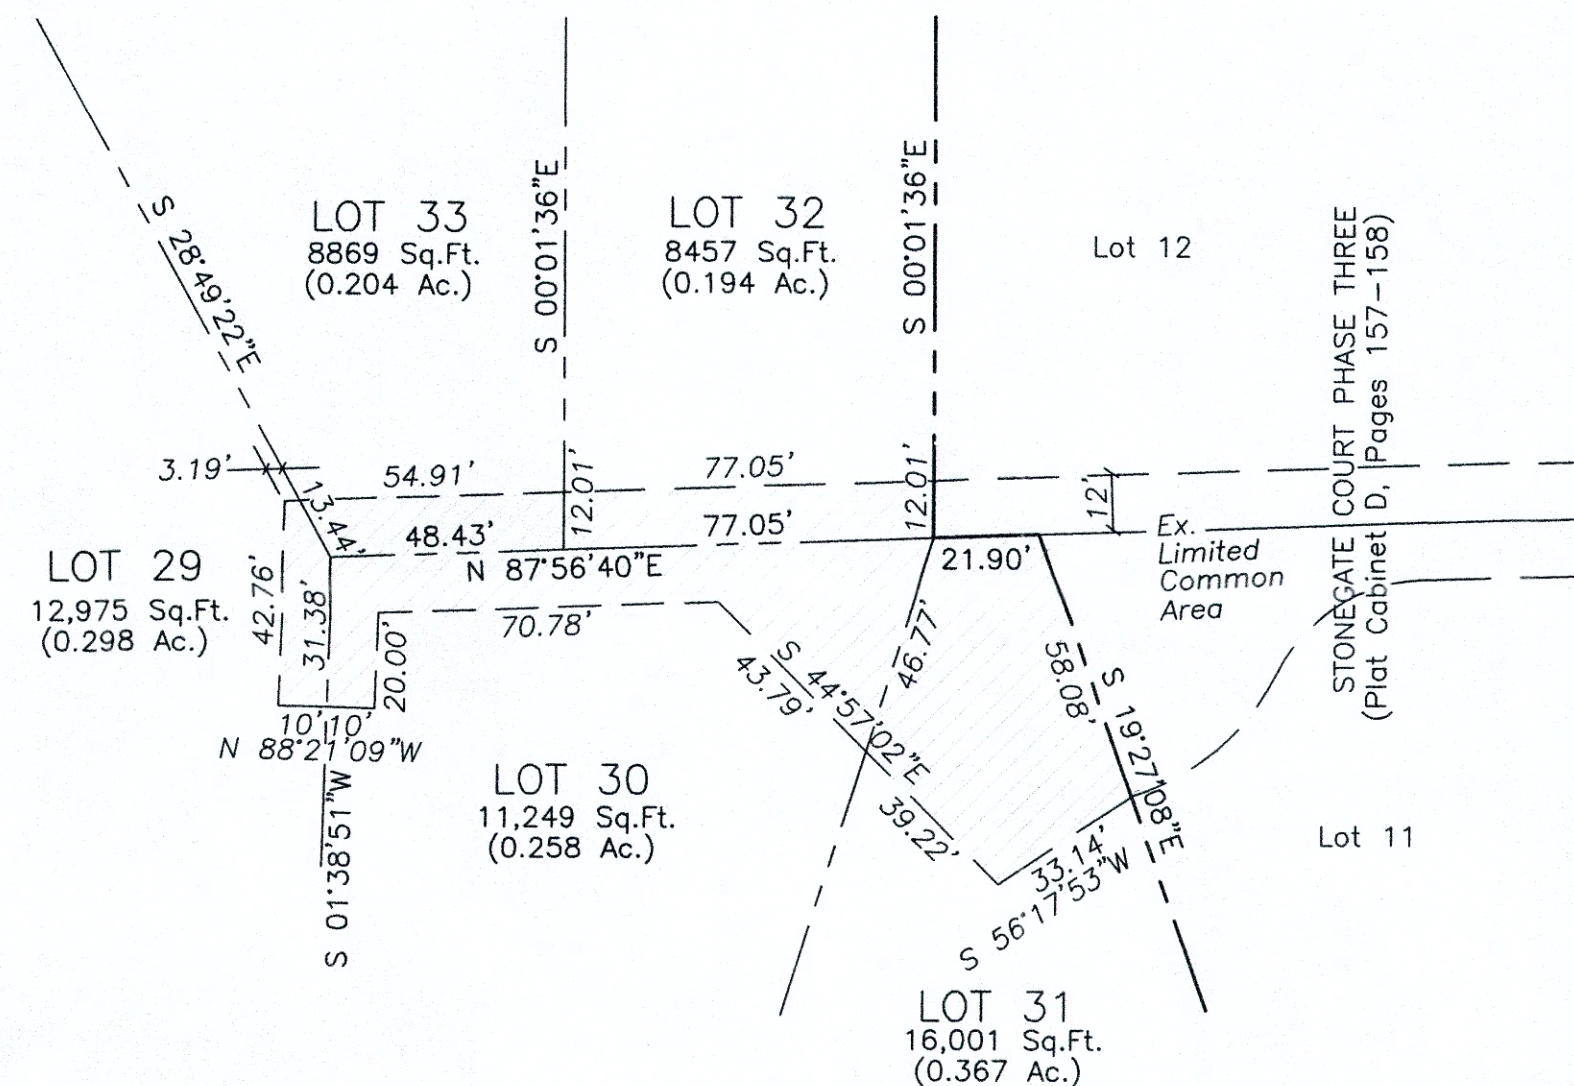 S 28°49'22"E
LOT 33
8869 Sq.Ft.
(0.204 Ac.)
S 00°01'36"E
LOT 32
8457 Sq.Ft.
(0.194 Ac.)
S 00°01'36"E
Lot 12
STONEGATE COURT PHASE THREE
(Plat Cabinet D, Pages 157-158)
3.19'
13.44'
54.91'
12.01'
77.05'
12.01'
12'
48.43'
N 87°56'40"E
77.05'
21.90'
Ex.
Limited
Common
Area
LOT 29
12,975 Sq.Ft.
(0.298 Ac.)
42.76'
31.38'
20.00'
70.78'
10'
10'
N 88°21'09"W
S 01°38'51"W
LOT 30
11,249 Sq.Ft.
(0.258 Ac.)
S 44°57'02"E
43.79'
39.22'
46.77'
58.08'
S 19°27'08"E
33.14'
S 56°17'53"W
Lot 11
LOT 31
16,001 Sq.Ft.
(0.367 Ac.)